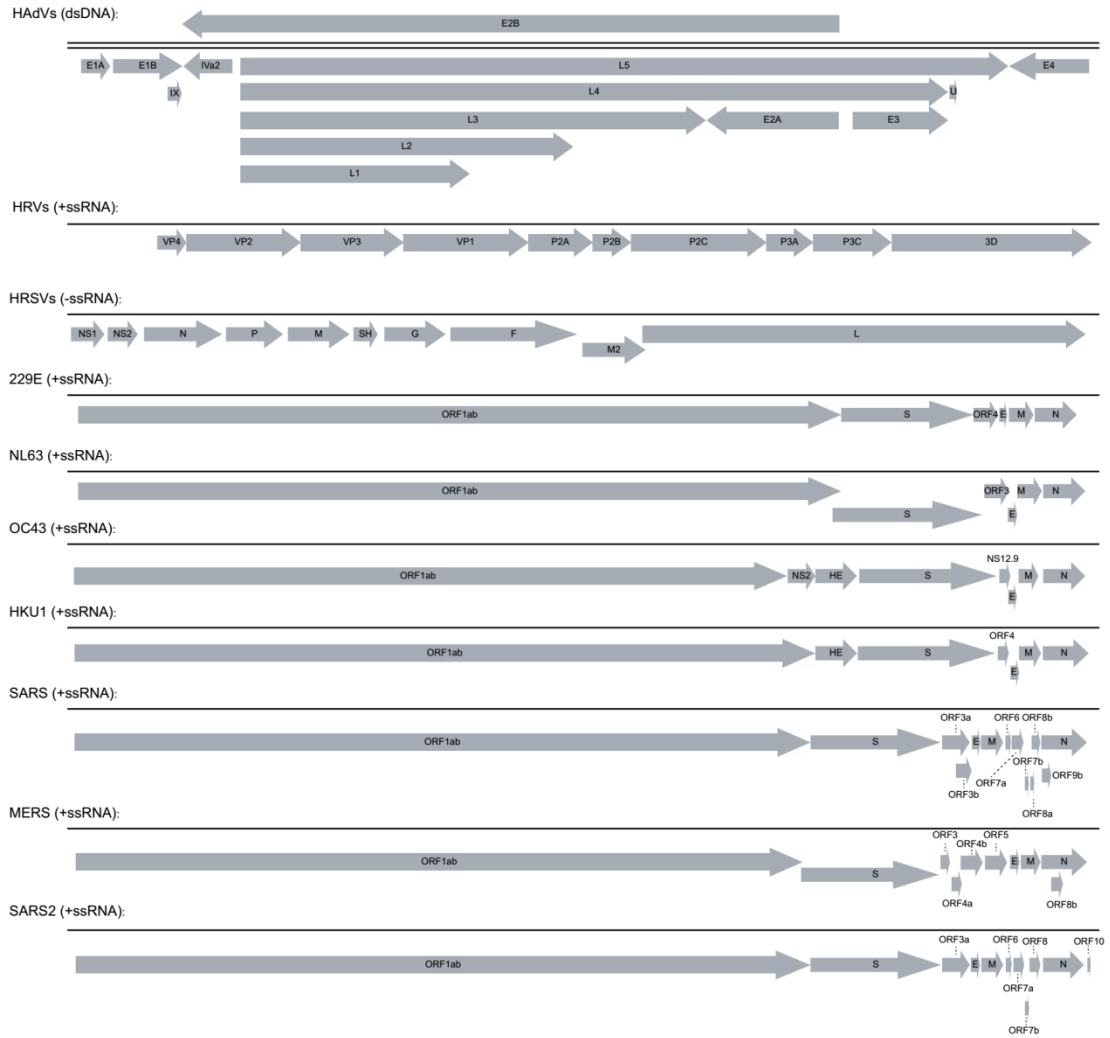 HAdVs (dsDNA):
E2B
E1A E1B IVa2 L5 E4
IX L4 U
L3 E2A E3
L2
L1
HRVs (+ssRNA):
VP4 VP2 VP3 VP1 P2A P2B P2C P3A P3C 3D
HRSVs (-ssRNA):
NS1 NS2 N P M SH G F L
M2
229E (+ssRNA):
ORF1ab S ORF4 E M N
NL63 (+ssRNA):
ORF1ab ORF3 M N
S E
OC43 (+ssRNA):
NS12.9
ORF1ab NS2 HE S M N
E
HKU1 (+ssRNA):
ORF4
ORF1ab HE S M N
E
SARS (+ssRNA):
ORF3a ORF6 ORF8b
ORF1ab S E M N
ORF7b
ORF7a ORF9b
ORF3b
ORF8a
MERS (+ssRNA):
ORF3 ORF5
ORF4b
ORF1ab E M N
S
ORF4a ORF8b
SARS2 (+ssRNA):
ORF3a ORF6 ORF8 ORF10
ORF1ab S E M N
ORF7a
ORF7b